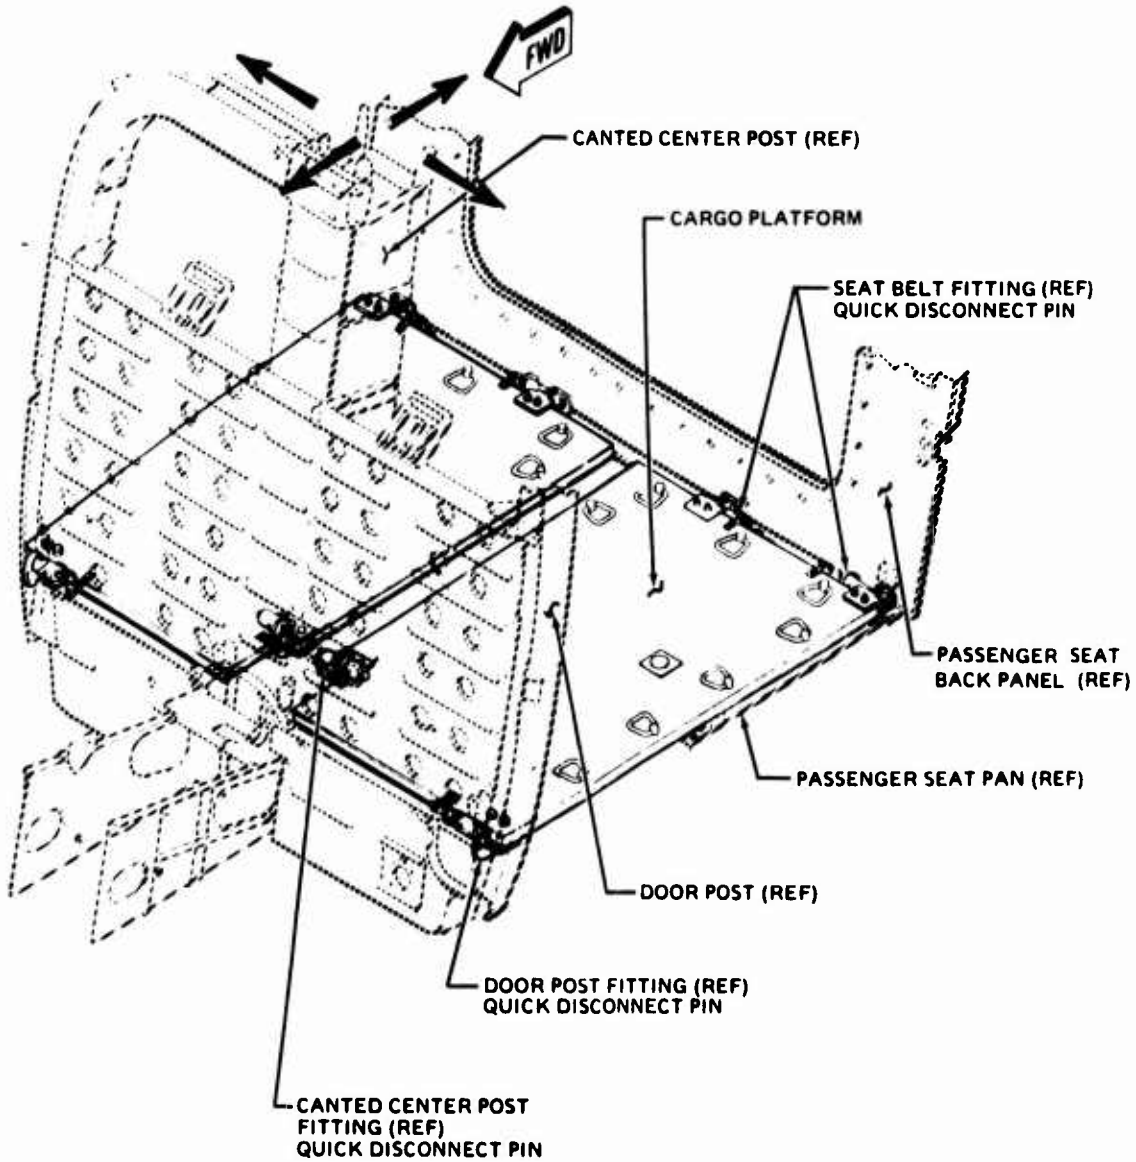 FWD
CANTED CENTER POST (REF)
CARGO PLATFORM
SEAT BELT FITTING (REF)
QUICK DISCONNECT PIN
PASSENGER SEAT
BACK PANEL (REF)
PASSENGER SEAT PAN (REF)
DOOR POST (REF)
DOOR POST FITTING (REF)
QUICK DISCONNECT PIN
CANTED CENTER POST
FITTING (REF)
QUICK DISCONNECT PIN